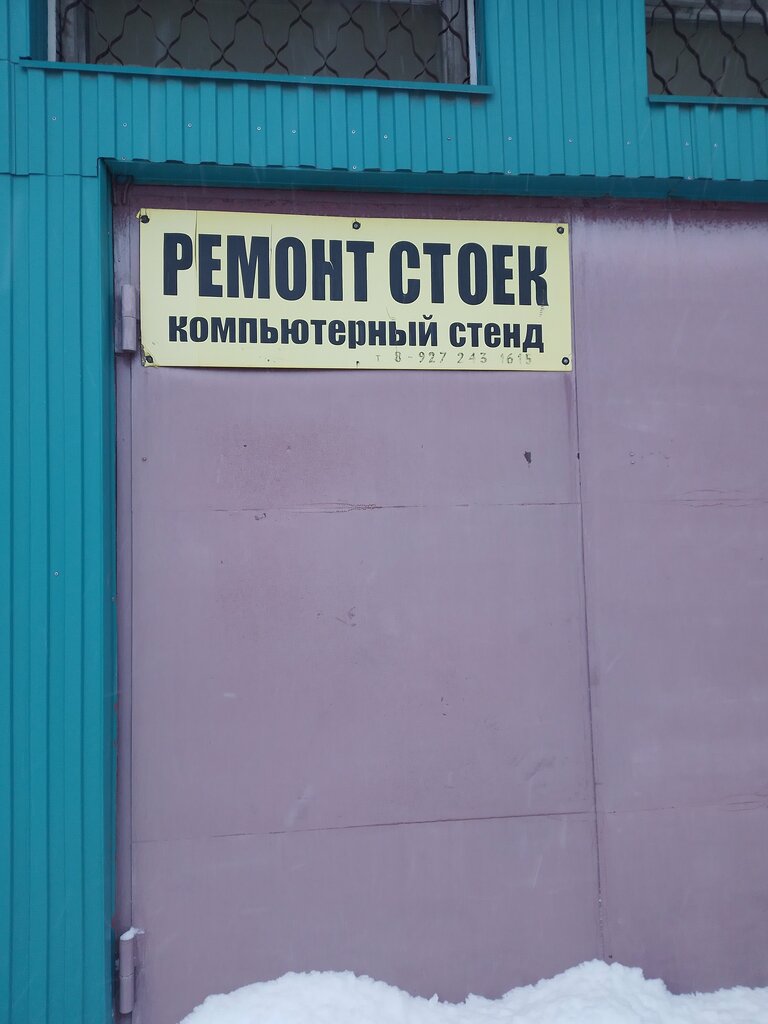 РЕМОНТ СТОЕК
компьютерный стенд
т 8-927 243 1615